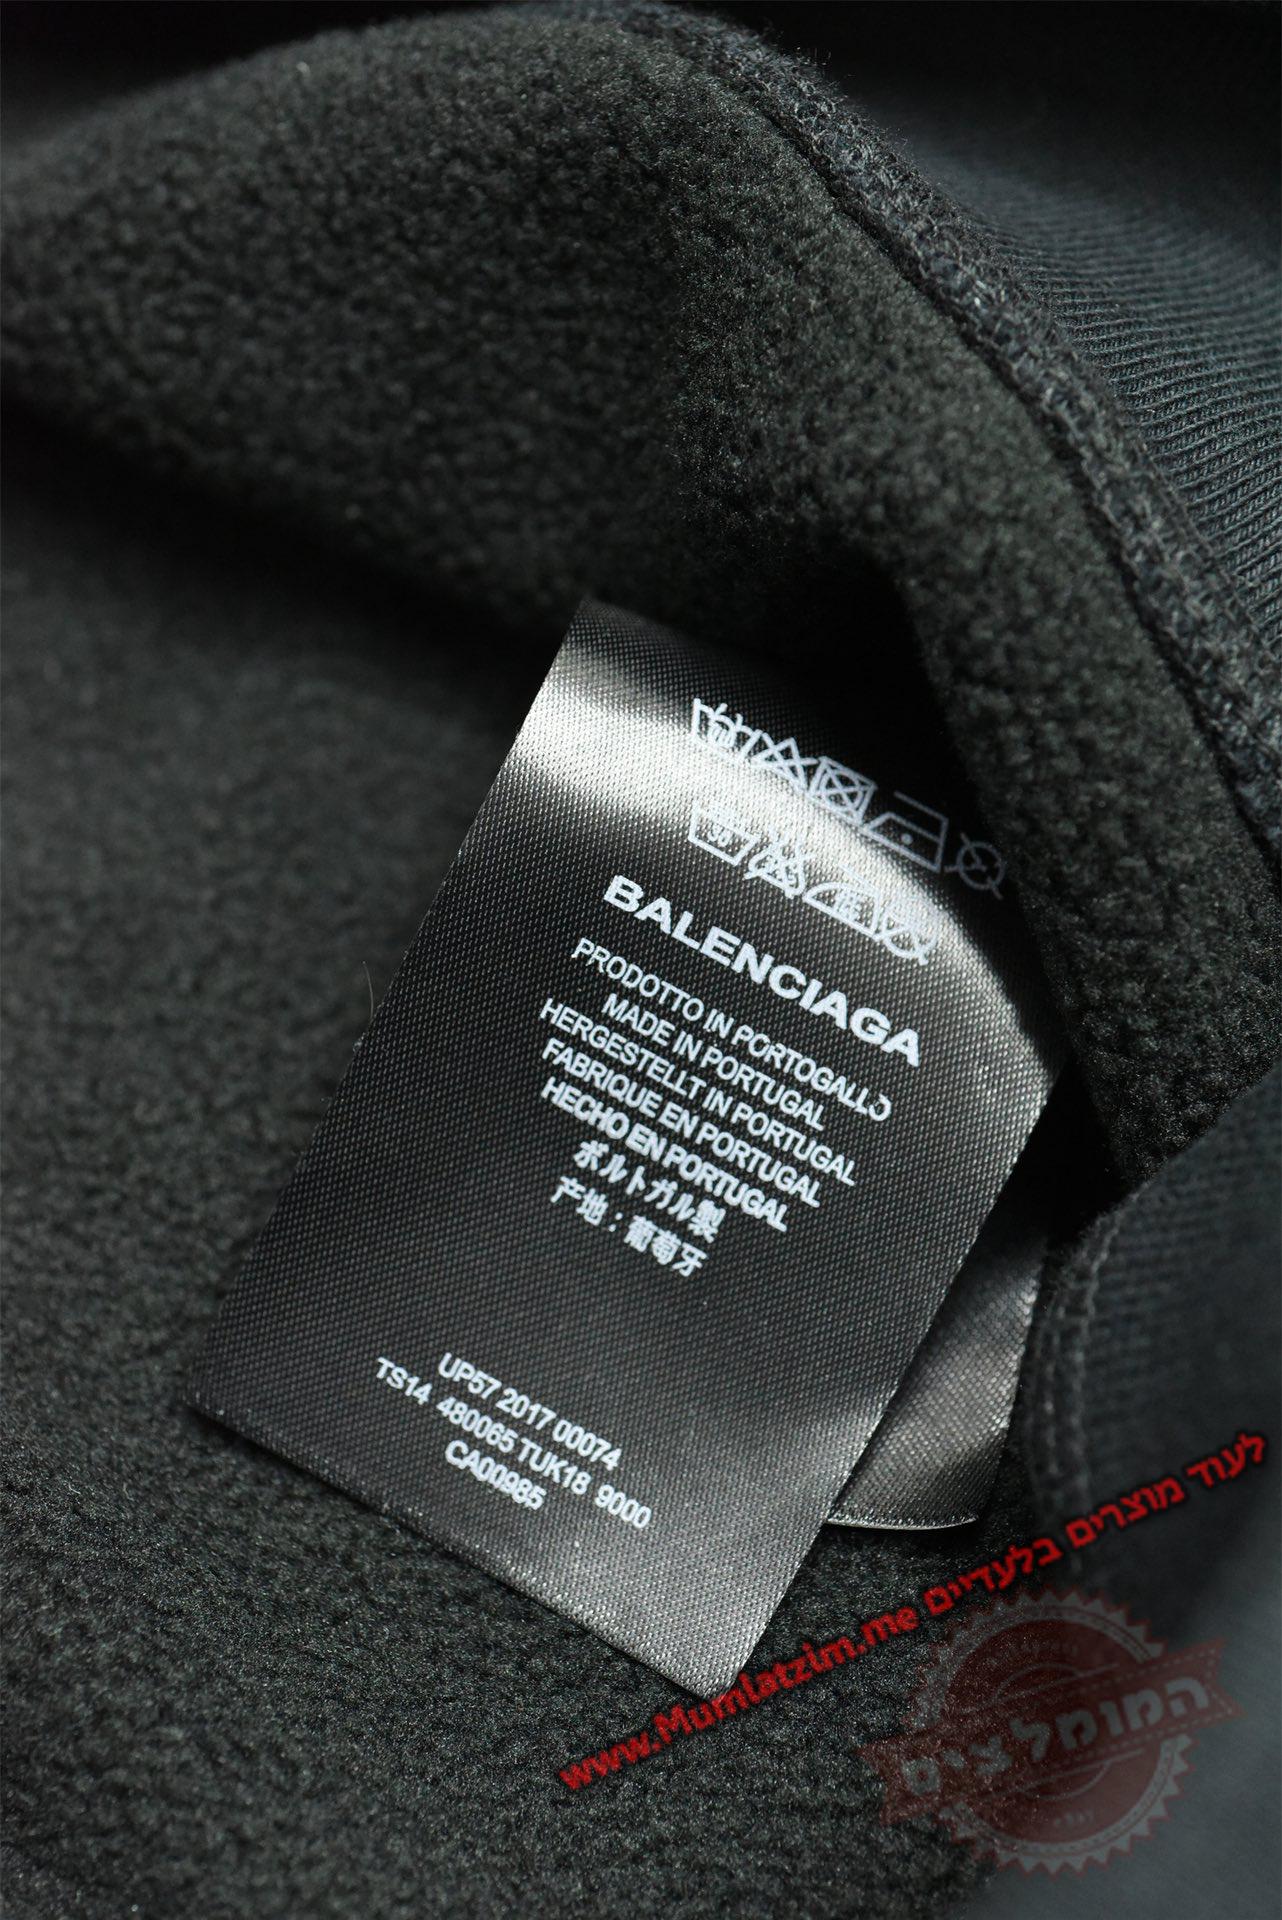 BALENCIAGA
PRODOTTO IN PORTOGALLO
MADE IN PORTUGAL
HERGESTELLT IN PORTUGAL
FABRIQUE EN PORTUGAL
HECHO EN PORTUGAL
ポルトガル製
产地：葡萄牙
UP57 2017 00074
TS14 480065 TUK18 9000
CA00985
לעוד מוצרים בלעדיים www.Mumlatzim.me
המומלצים